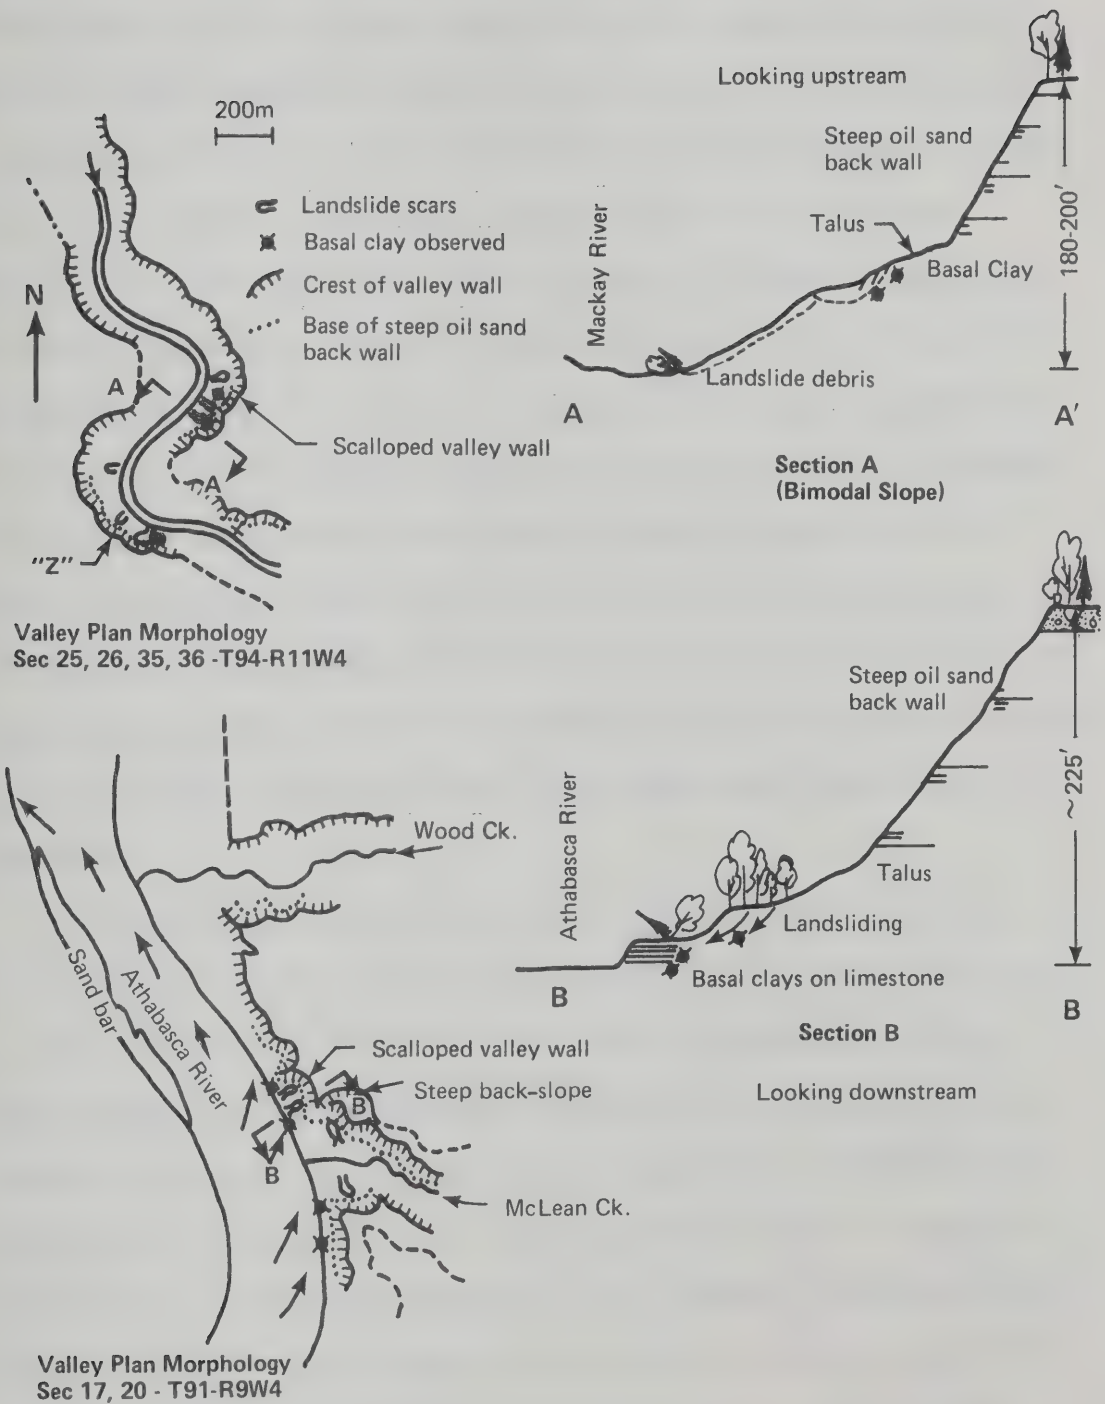 200m
Landslide scars
Basal clay observed
Crest of valley wall
Base of steep oil sand
back wall
N
A
A
Scalloped valley wall
"Z"
Valley Plan Morphology
Sec 25, 26, 35, 36 -T94-R11W4
Looking upstream
Steep oil sand
back wall
Talus
Basal Clay
Mackay River
180-200'
Landslide debris
A
A'
Section A
(Bimodal Slope)
Wood Ck.
Sand bar
Athabasca River
Scalloped valley wall
Steep back-slope
B
B
McLean Ck.
Valley Plan Morphology
Sec 17, 20 - T91-R9W4
Steep oil sand
back wall
Athabasca River
~225'
Talus
Landsliding
Basal clays on limestone
B
B
Section B
Looking downstream